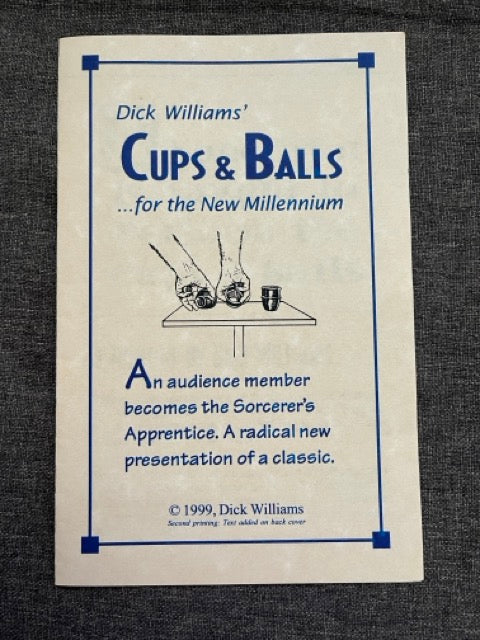 Dick Williams'
CUPS & BALLS
...for the New Millennium
An audience member
becomes the Sorcerer's
Apprentice. A radical new
presentation of a classic.
© 1999, Dick Williams
Second printing: Text added on back cover